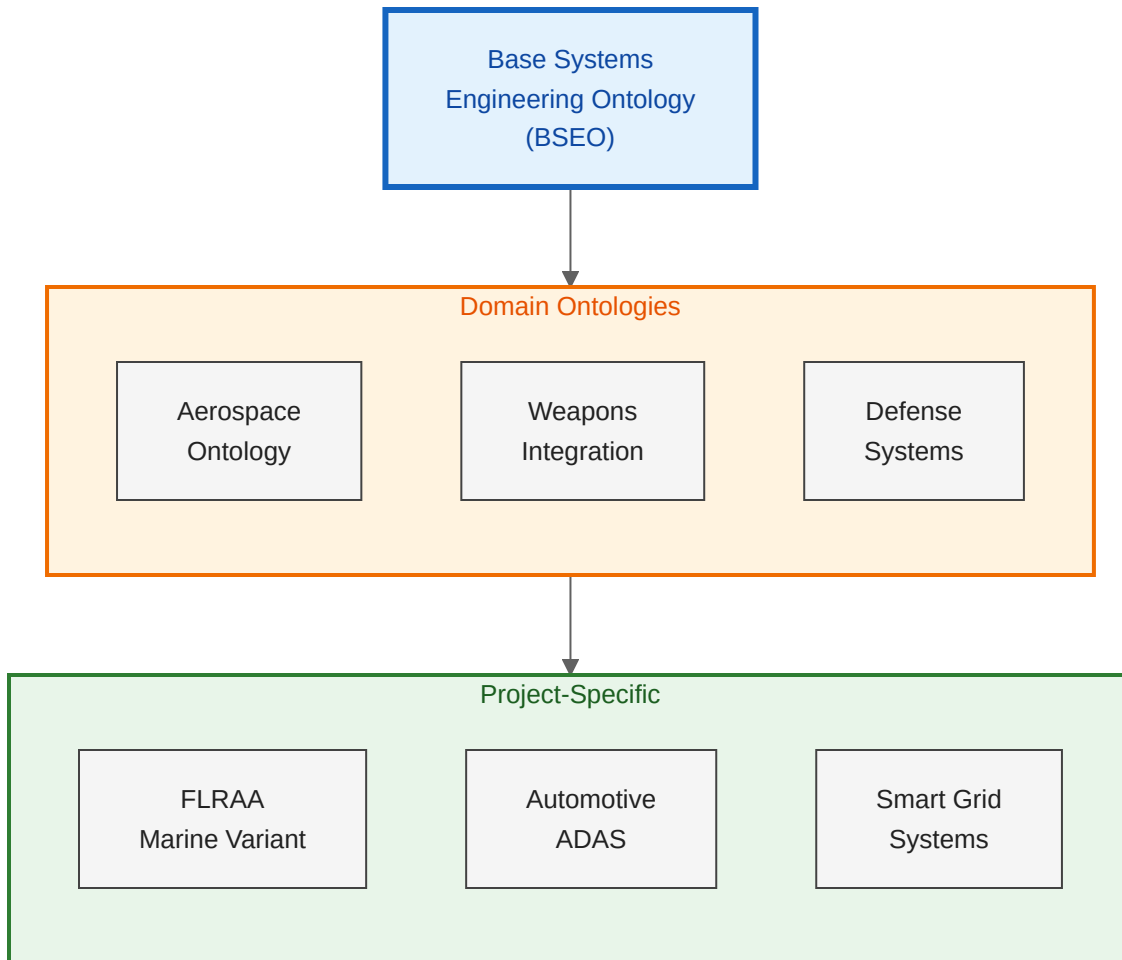 Base Systems
Engineering Ontology
(BSEO)
Domain Ontologies
Aerospace
Ontology
Weapons
Integration
Defense
Systems
Project-Specific
FLRAA
Marine Variant
Automotive
ADAS
Smart Grid
Systems